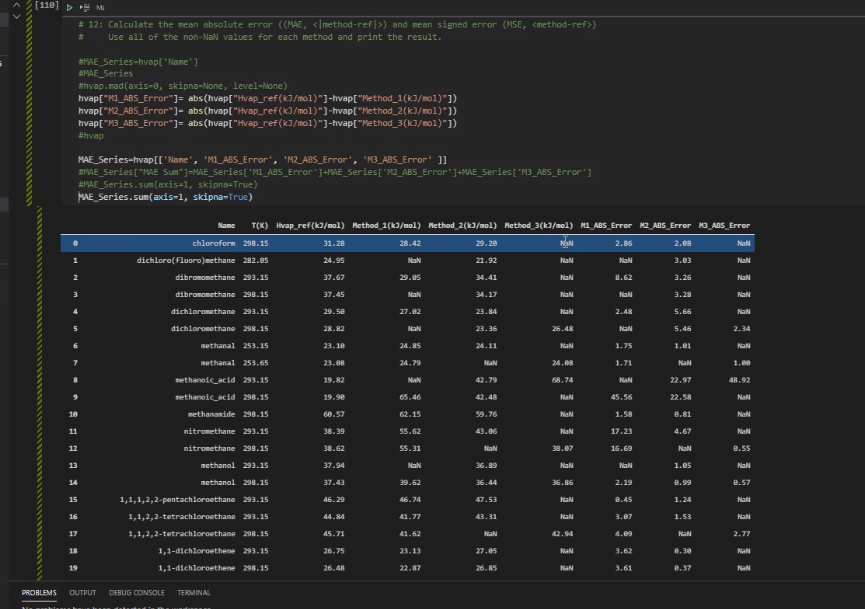 [110]
M↓
# 12: Calculate the mean absolute error ((MAE, <|method-ref|>) and mean signed error (MSE, <method-ref>)
# Use all of the non-NaN values for each method and print the result.
#MAE_Series=hvap['Name']
#MAE_Series
#hvap.mad(axis=0, skipna=None, level=None)
hvap["M1_ABS_Error"]= abs(hvap["Hvap_ref(kJ/mol)"]-hvap["Method_1(kJ/mol)"])
hvap["M2_ABS_Error"]= abs(hvap["Hvap_ref(kJ/mol)"]-hvap["Method_2(kJ/mol)"])
hvap["M3_ABS_Error"]= abs(hvap["Hvap_ref(kJ/mol)"]-hvap["Method_3(kJ/mol)"])
#hvap
MAE_Series=hvap[['Name', 'M1_ABS_Error', 'M2_ABS_Error', 'M3_ABS_Error' ]]
#MAE_Series["MAE Sum"]=MAE_Series['M1_ABS_Error']+MAE_Series['M2_ABS_Error']+MAE_Series['M3_ABS_Error']
#MAE_Series.sum(axis=1, skipna=True)
MAE_Series.sum(axis=1, skipna=True)
Name T(K) Hvap_ref(kJ/mol) Method_1(kJ/mol) Method_2(kJ/mol) Method_3(kJ/mol) M1_ABS_Error M2_ABS_Error M3_ABS_Error
0 chloroform 298.15 31.28 28.42 29.20 NaN 2.86 2.08 NaN
1 dichloro(fluoro)methane 282.05 24.95 NaN 21.92 NaN NaN 3.03 NaN
2 dibromomethane 293.15 37.67 29.05 34.41 NaN 8.62 3.26 NaN
3 dibromomethane 298.15 37.45 NaN 34.17 NaN NaN 3.28 NaN
4 dichloromethane 293.15 29.50 27.02 23.84 NaN 2.48 5.66 NaN
5 dichloromethane 298.15 28.82 NaN 23.36 26.48 NaN 5.46 2.34
6 methanal 253.15 23.10 24.85 24.11 NaN 1.75 1.01 NaN
7 methanal 253.65 23.08 24.79 NaN 24.08 1.71 NaN 1.00
8 methanoic_acid 293.15 19.82 NaN 42.79 68.74 NaN 22.97 48.92
9 methanoic_acid 298.15 19.90 65.46 42.48 NaN 45.56 22.58 NaN
10 methanamide 298.15 60.57 62.15 59.76 NaN 1.58 0.81 NaN
11 nitromethane 293.15 38.39 55.62 43.06 NaN 17.23 4.67 NaN
12 nitromethane 298.15 38.62 55.31 NaN 38.07 16.69 NaN 0.55
13 methanol 293.15 37.94 NaN 36.89 NaN NaN 1.05 NaN
14 methanol 298.15 37.43 39.62 36.44 36.86 2.19 0.99 0.57
15 1,1,1,2,2-pentachloroethane 293.15 46.29 46.74 47.53 NaN 0.45 1.24 NaN
16 1,1,2,2-tetrachloroethane 293.15 44.84 41.77 43.31 NaN 3.07 1.53 NaN
17 1,1,2,2-tetrachloroethane 298.15 45.71 41.62 NaN 42.94 4.09 NaN 2.77
18 1,1-dichloroethene 293.15 26.75 23.13 27.05 NaN 3.62 0.30 NaN
19 1,1-dichloroethene 298.15 26.48 22.87 26.85 NaN 3.61 0.37 NaN
PROBLEMS OUTPUT DEBUG CONSOLE TERMINAL